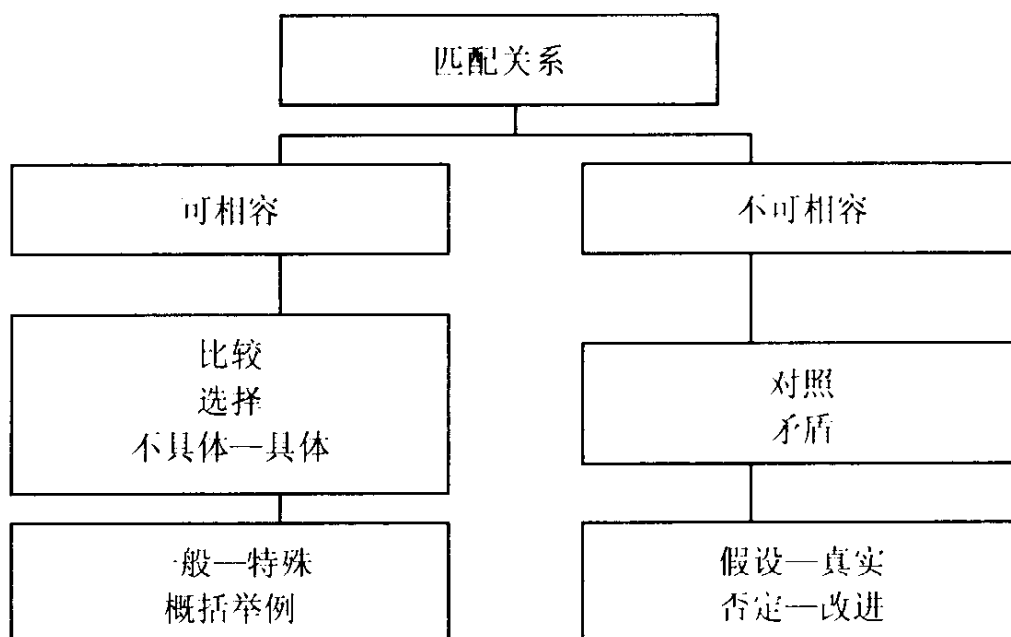 匹配关系
可相容
不可相容
比较
选择
不具体—具体
对照
矛盾
一般—特殊
概括举例
假设—真实
否定—改进